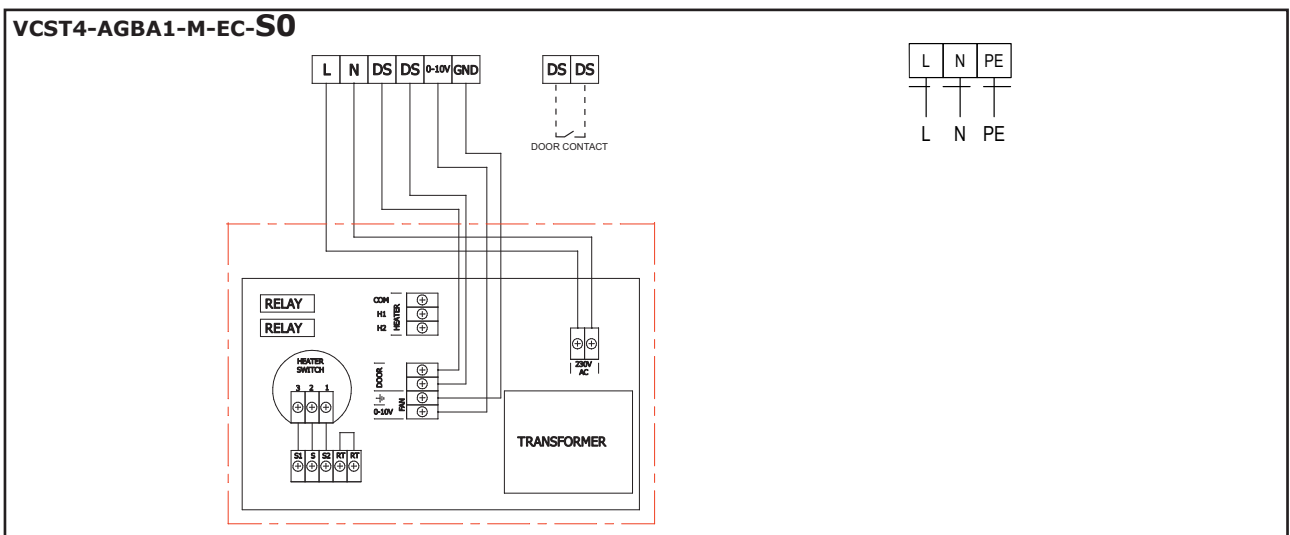 VCST4-AGBA1-M-EC-S0
L N DS DS 0-10V GND
DS DS
DOOR CONTACT
L N PE
L N PE
RELAY
RELAY
COM
H1
H2
HEATER
HEATER
SWITCH
3 2 1
DOOR
FAN
0-10V
S1 S S2 RT RT
230V
AC
TRANSFORMER